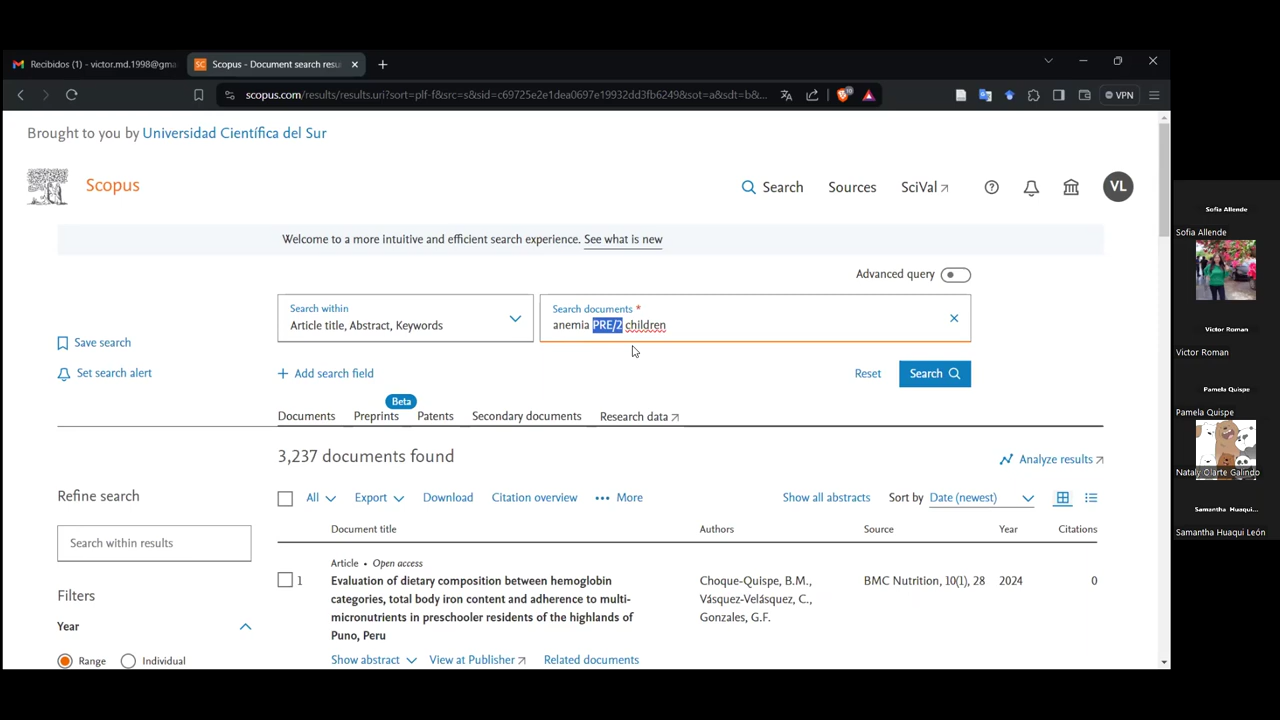 Recibidos (1) - victor.md.1998@gma
Scopus - Document search resu
scopus.com/results/results.uri?sort=plf-f&src=s&sid=c69725e2e1dea0697e19932dd3fb6249&sot=a&sdt=b&...
VPN
Brought to you by Universidad Científica del Sur
Scopus
Search
Sources
SciVal
VL
Welcome to a more intuitive and efficient search experience. See what is new
Advanced query
Search within
Article title, Abstract, Keywords
Search documents *
anemia PRE/2 children
Save search
Set search alert
Add search field
Reset
Search
Beta
Documents
Preprints
Patents
Secondary documents
Research data
3,237 documents found
Analyze results
Refine search
Search within results
All
Export
Download
Citation overview
More
Show all abstracts
Sort by Date (newest)
Document title
Authors
Source
Year
Citations
Article • Open access
1
Evaluation of dietary composition between hemoglobin
categories, total body iron content and adherence to multi-
micronutrients in preschooler residents of the highlands of
Puno, Peru
Choque-Quispe, B.M.,
Vásquez-Velásquez, C.,
Gonzales, G.F.
BMC Nutrition, 10(1), 28
2024
0
Show abstract
View at Publisher
Related documents
Filters
Year
Range
Individual
Sofia Allende
Sofia Allende
Victor Roman
Victor Roman
Pamela Quispe
Pamela Quispe
Nataly Olarte Galindo
Samantha Huaqui...
Samantha Huaqui León